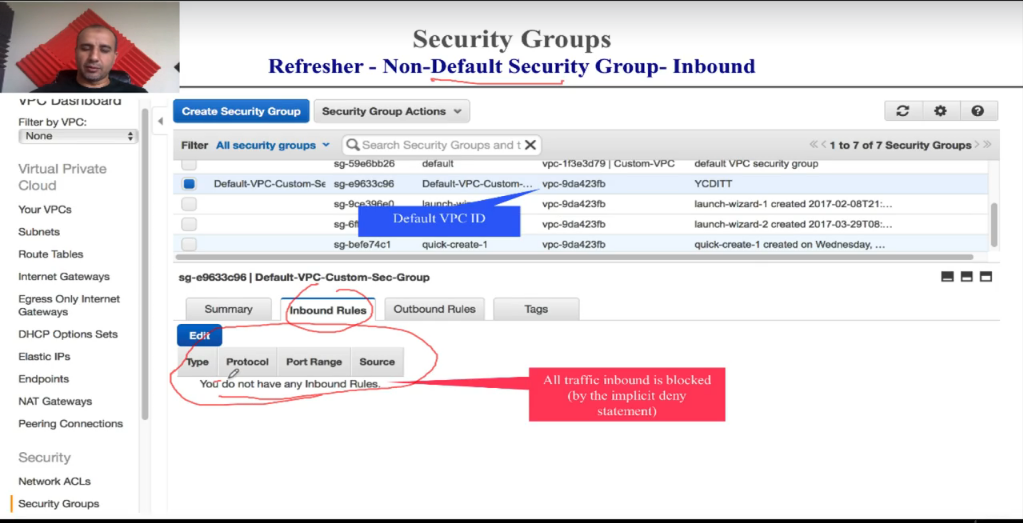 Security Groups
Refresher - Non-Default Security Group- Inbound
VPC Dashboard
Filter by VPC:
None
Virtual Private
Cloud
Your VPCs
Subnets
Route Tables
Internet Gateways
Egress Only Internet
Gateways
DHCP Options Sets
Elastic IPs
Endpoints
NAT Gateways
Peering Connections
Security
Network ACLs
Security Groups
Create Security Group Security Group Actions
Filter All security groups Search Security Groups and t 1 to 7 of 7 Security Groups
sg-59e6bb26 default vpc-1f3e3d79 | Custom-VPC default VPC security group
Default-VPC-Custom-Se sg-e9633c96 Default-VPC-Custom-... vpc-9da423fb YCDITT
sg-9ce396e0 vpc-9da423fb launch-wizard-1 created 2017-02-08T21:...
vpc-9da423fb launch-wizard-2 created 2017-03-29T08:...
Default VPC ID
sg-befe74c1 quick-create-1 vpc-9da423fb quick-create-1 created on Wednesday, ...
sg-e9633c96 | Default-VPC-Custom-Sec-Group
Summary Inbound Rules Outbound Rules Tags
Edit
Type Protocol Port Range Source
You do not have any Inbound Rules.
All traffic inbound is blocked
(by the implicit deny
statement)